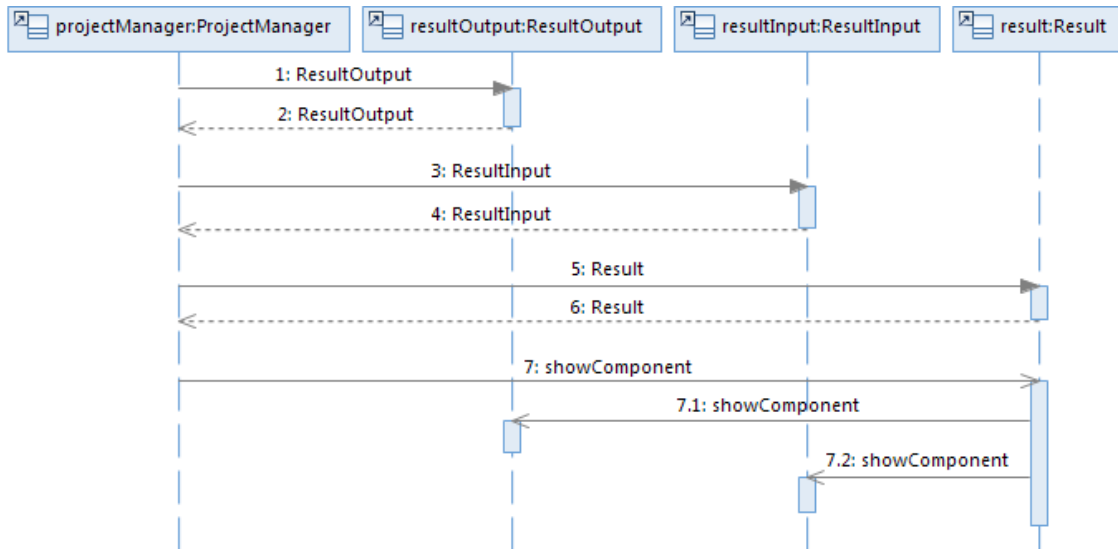 projectManager:ProjectManager
resultOutput:ResultOutput
resultInput:ResultInput
result:Result
1: ResultOutput
2: ResultOutput
3: ResultInput
4: ResultInput
5: Result
6: Result
7: showComponent
7.1: showComponent
7.2: showComponent